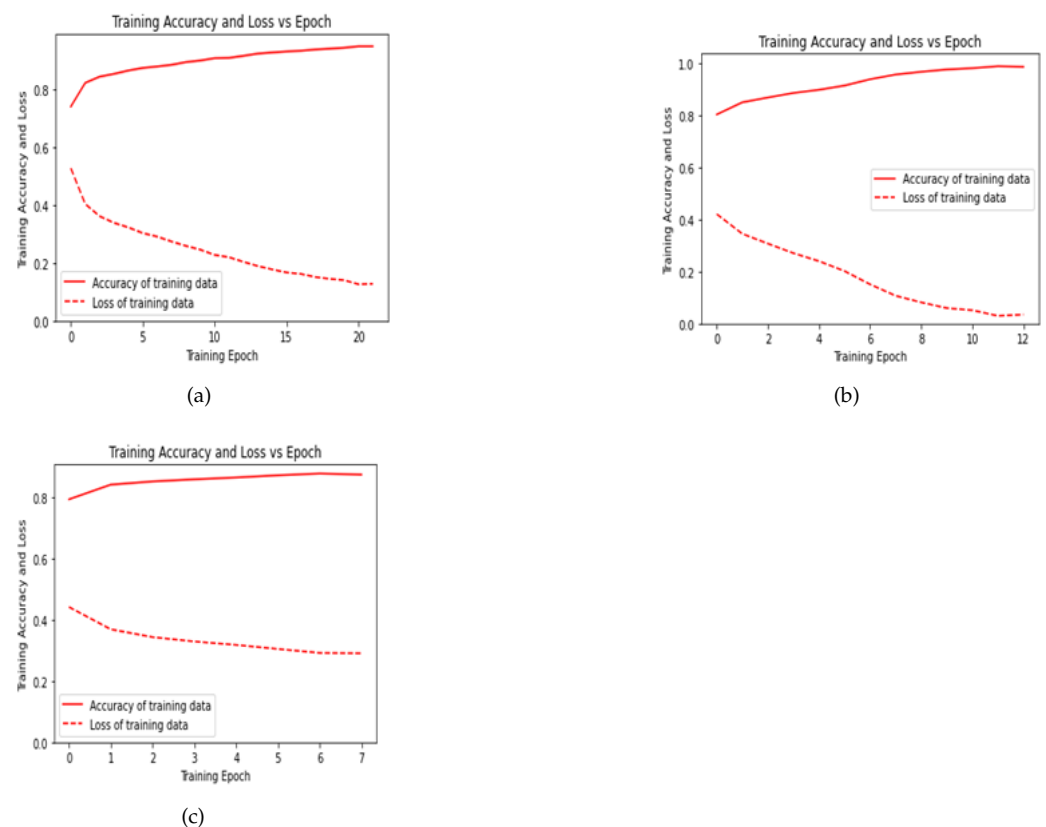 Training Accuracy and Loss vs Epoch
Training Accuracy and Loss
0.8
0.6
0.4
0.2
0.0
Accuracy of training data
Loss of training data
0 5 10 15 20
Training Epoch
(a)
Training Accuracy and Loss vs Epoch
Training Accuracy and Loss
1.0
0.8
0.6
0.4
0.2
0.0
Accuracy of training data
Loss of training data
0 2 4 6 8 10 12
Training Epoch
(b)
Training Accuracy and Loss vs Epoch
Training Accuracy and Loss
0.8
0.6
0.4
0.2
0.0
Accuracy of training data
Loss of training data
0 1 2 3 4 5 6 7
Training Epoch
(c)